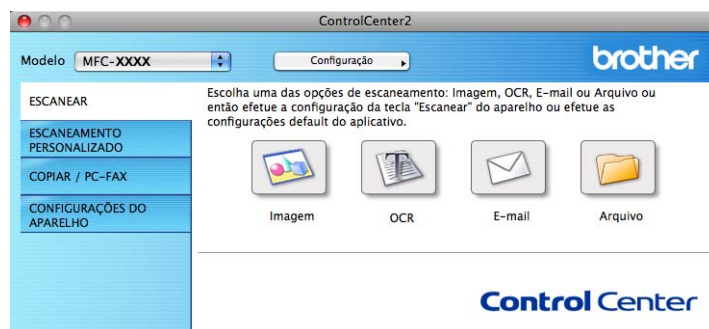 ControlCenter2
Modelo MFC-XXXX Configuração brother
ESCANEAR
ESCANEAMENTO
PERSONALIZADO
COPIAR / PC-FAX
CONFIGURAÇÕES DO
APARELHO
Escolha uma das opções de escaneamento: Imagem, OCR, E-mail ou Arquivo ou
então efetue a configuração da tecla "Escanear" do aparelho ou efetue as
configurações default do aplicativo.
Imagem OCR E-mail Arquivo
Control Center